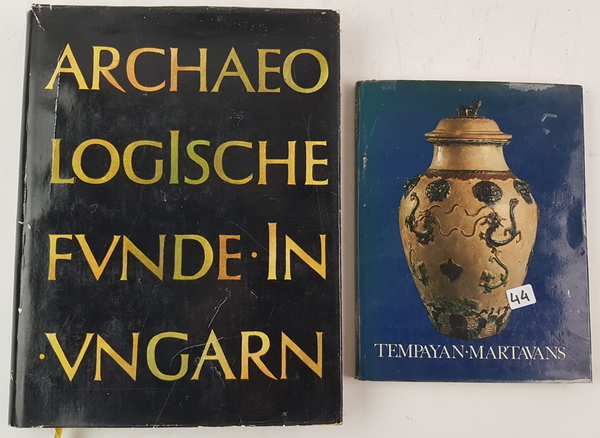 ARCHAEO
LOGISCHE
FVNDE·IN
·VNGARN
44
TEMPAYAN·MARTAVANS